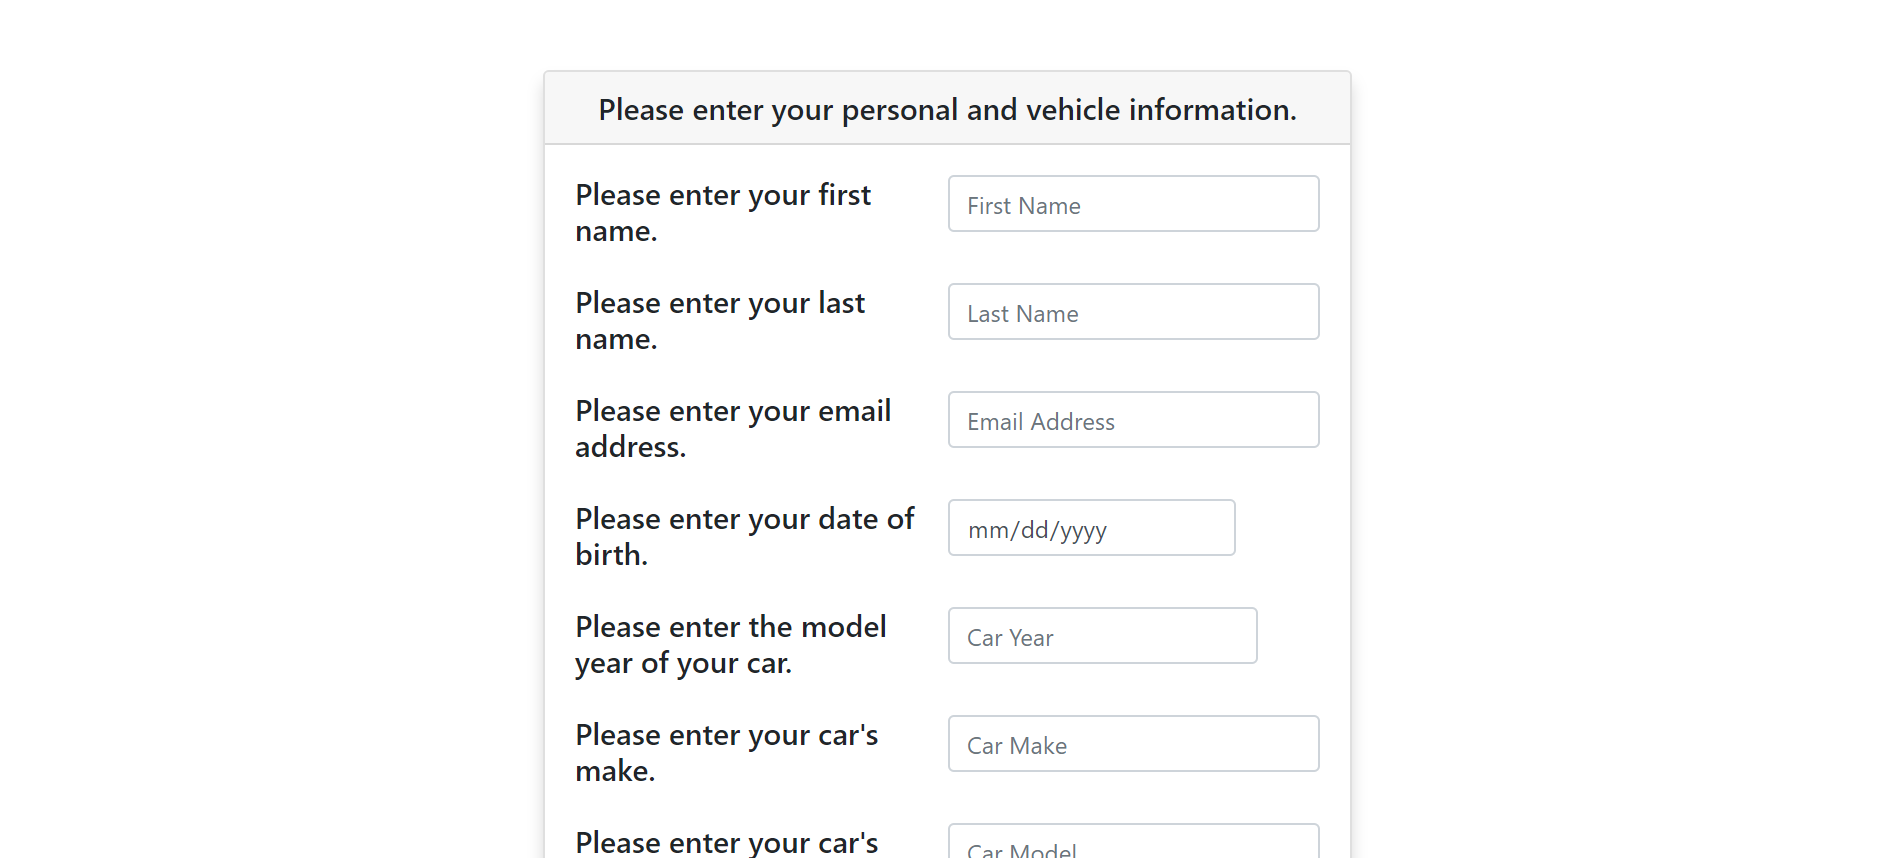 Please enter your personal and vehicle information.
Please enter your first
name.
First Name
Please enter your last
name.
Last Name
Please enter your email
address.
Email Address
Please enter your date of
birth.
mm/dd/yyyy
Please enter the model
year of your car.
Car Year
Please enter your car's
make.
Car Make
Please enter your car's
Car Model